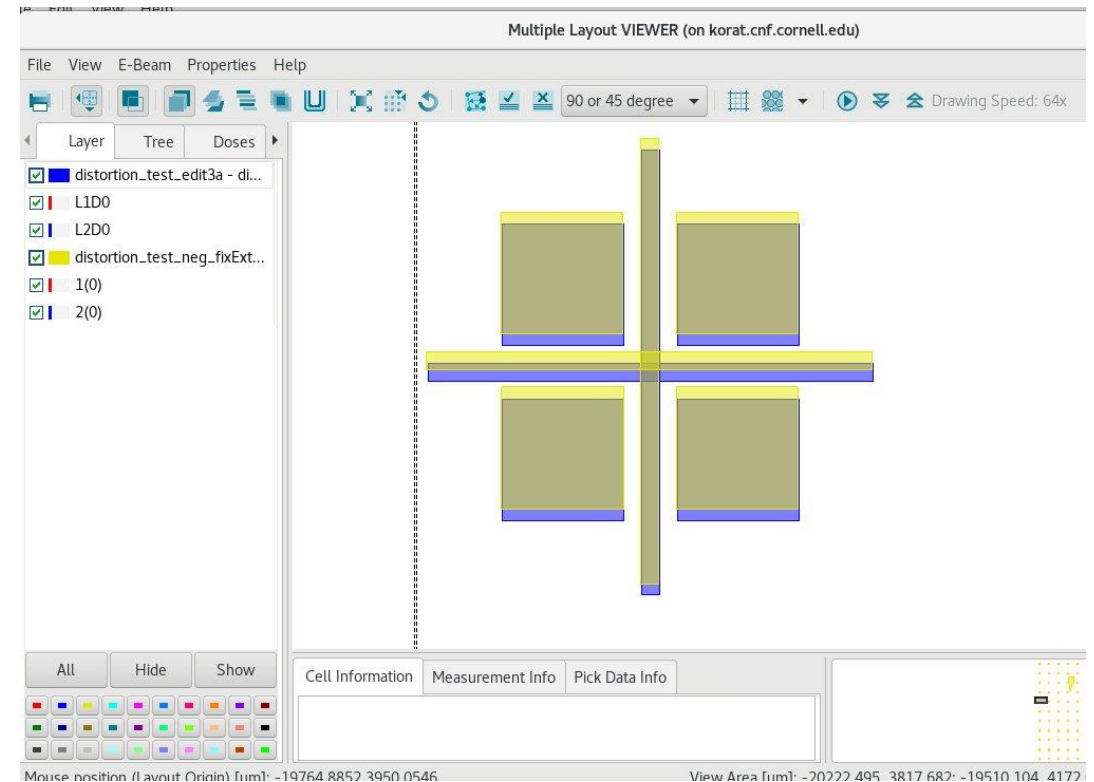 Edit View Help
Multiple Layout VIEWER (on korat.cnf.cornell.edu)
File View E-Beam Properties Help
90 or 45 degree
Drawing Speed: 64x
Layer Tree Doses
distortion_test_edit3a - di...
L1D0
L2D0
distortion_test_neg_fixExt...
1(0)
2(0)
All Hide Show
Cell Information Measurement Info Pick Data Info
Mouse position (Layout Origin) [um]: -19764.8852,3950.0546
View Area [um]: -20222.495, 3817.682; -19510.104, 4172.